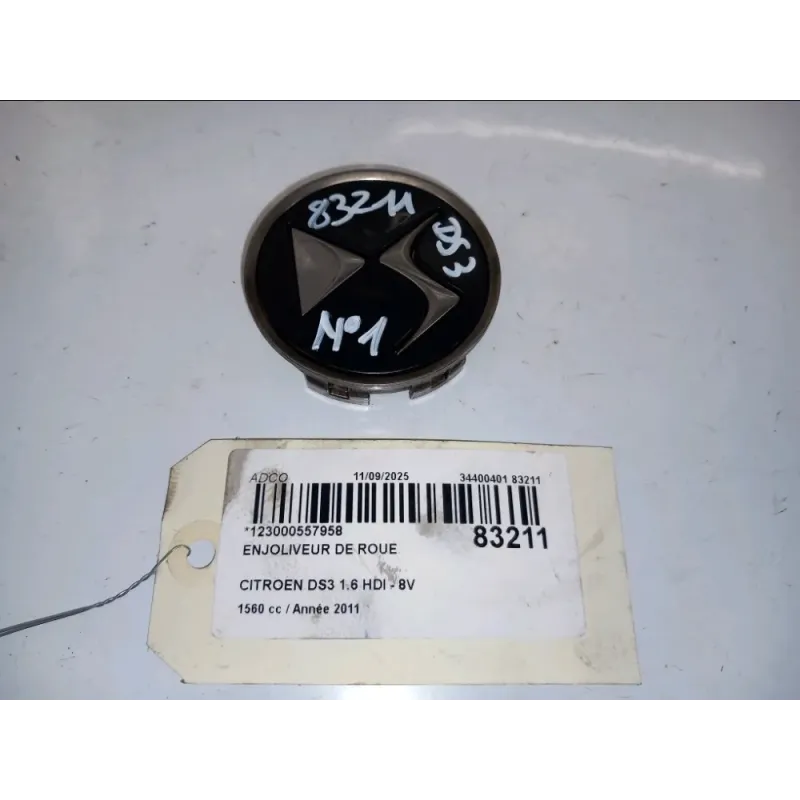 83211
DS3
N°1
ADCO 11/09/2025 34400401 83211
*123000557958 83211
ENJOLIVEUR DE ROUE
CITROEN DS3 1.6 HDI - 8V
1560 cc / Année 2011